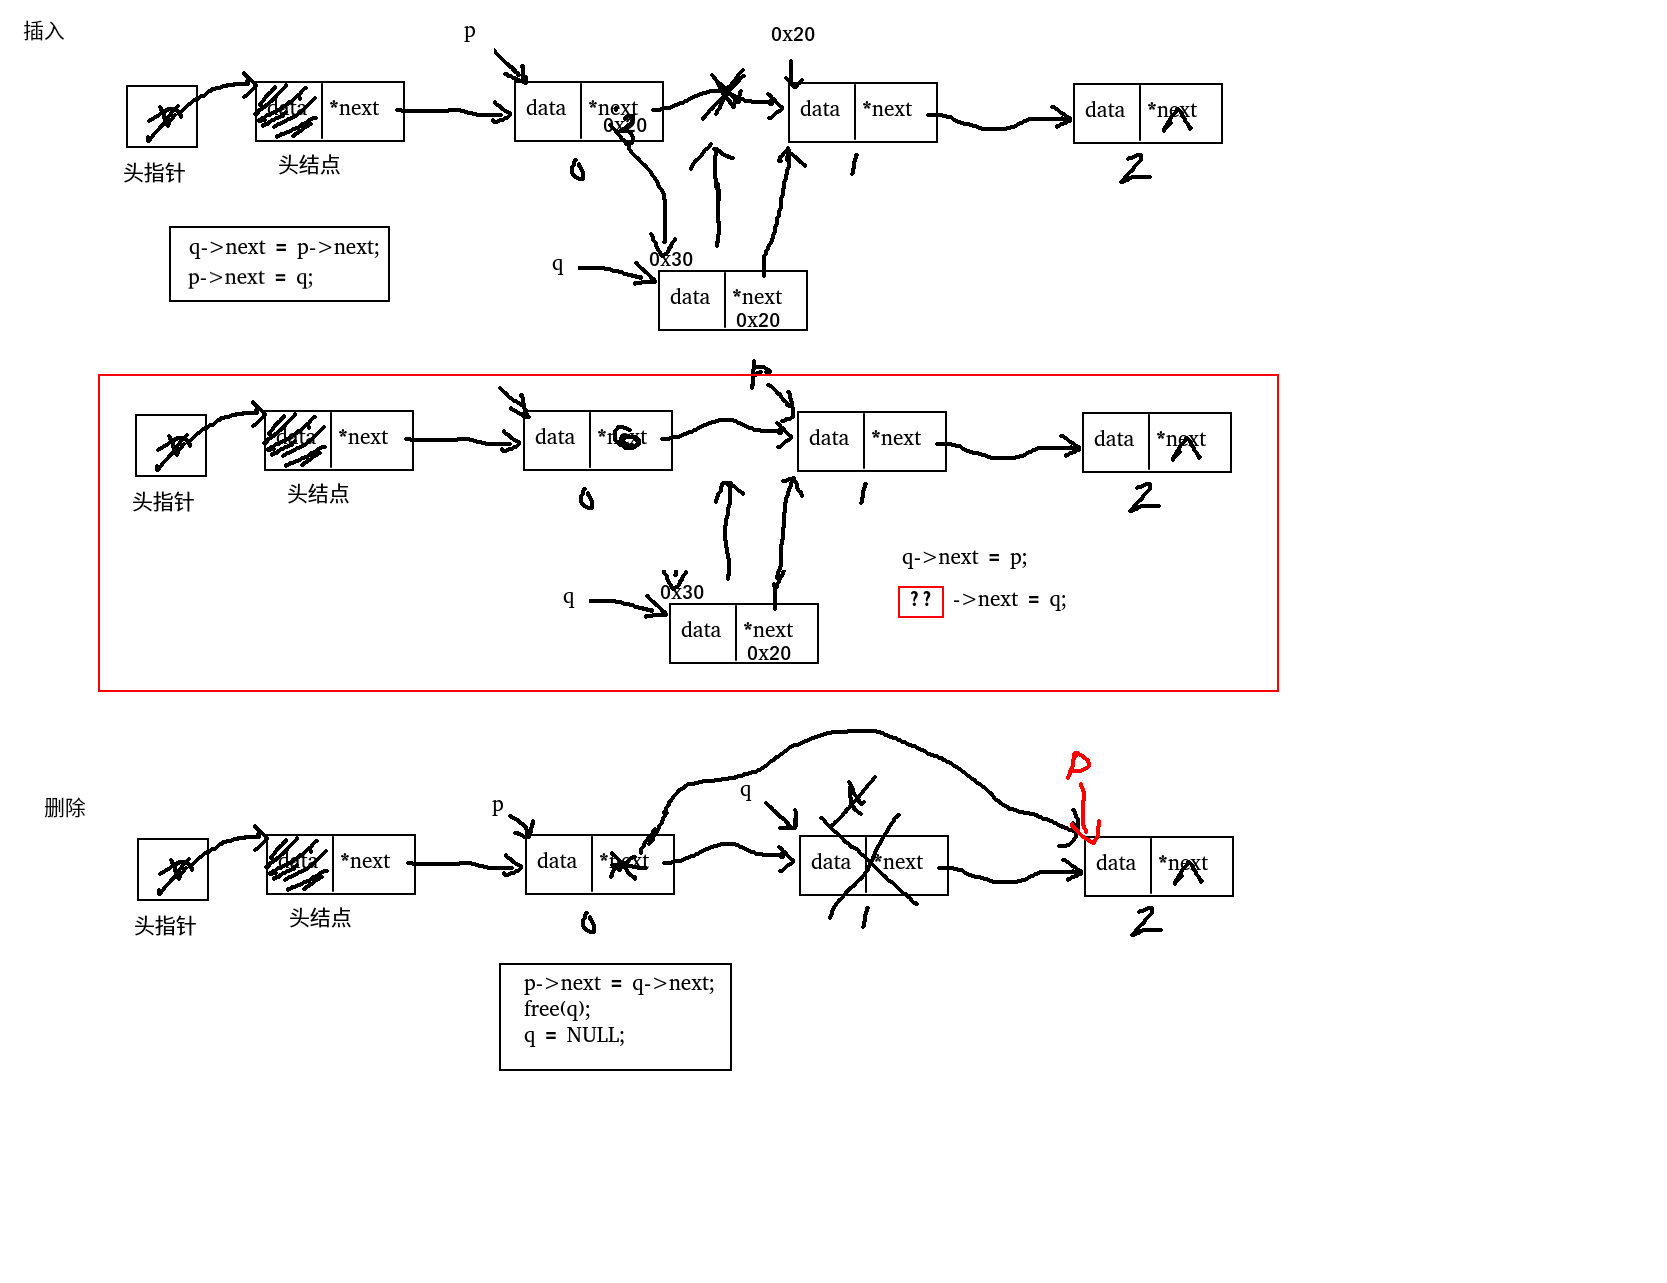 插入
p
0x20
data *next
data *next
0x20
data *next
data *next
头指针
头结点
0
1
2
q->next = p->next;
p->next = q;
q
0x30
data *next
0x20
p
data *next
data *next
data *next
data *next
头指针
头结点
0
1
2
q->next = p;
?? ->next = q;
q
0x30
data *next
0x20
删除
p
q
p
data *next
data *next
data *next
data *next
头指针
头结点
0
1
2
p->next = q->next;
free(q);
q = NULL;